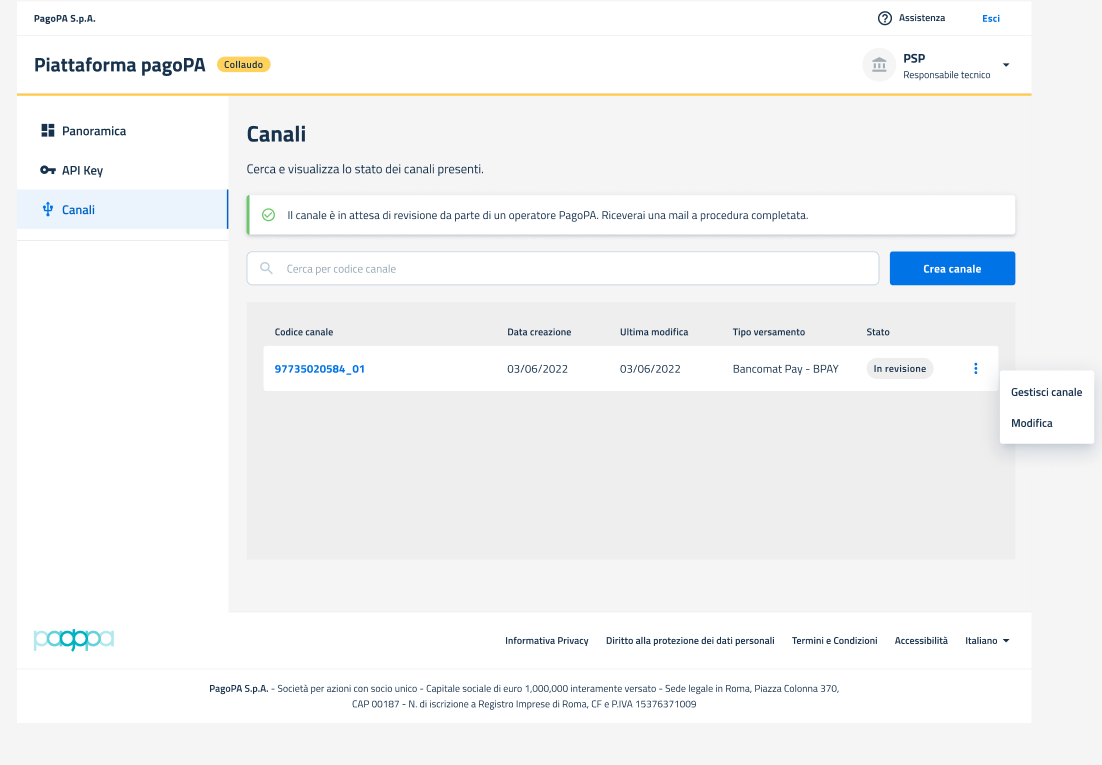 PagoPA S.p.A.
Assistenza
Esci
Piattaforma pagoPA
Collaudo
PSP
Responsabile tecnico
Panoramica
API Key
Canali
Canali
Cerca e visualizza lo stato dei canali presenti.
Il canale è in attesa di revisione da parte di un operatore PagoPA. Riceverai una mail a procedura completata.
Cerca per codice canale
Crea canale
Codice canale Data creazione Ultima modifica Tipo versamento Stato
97735020584_01 03/06/2022 03/06/2022 Bancomat Pay - BPAY In revisione
Gestisci canale
Modifica
pagopa
Informativa Privacy Diritto alla protezione dei dati personali Termini e Condizioni Accessibilità Italiano
PagoPA S.p.A. - Società per azioni con socio unico - Capitale sociale di euro 1,000,000 interamente versato - Sede legale in Roma, Piazza Colonna 370,
CAP 00187 - N. di iscrizione a Registro Imprese di Roma, CF e P.IVA 15376371009